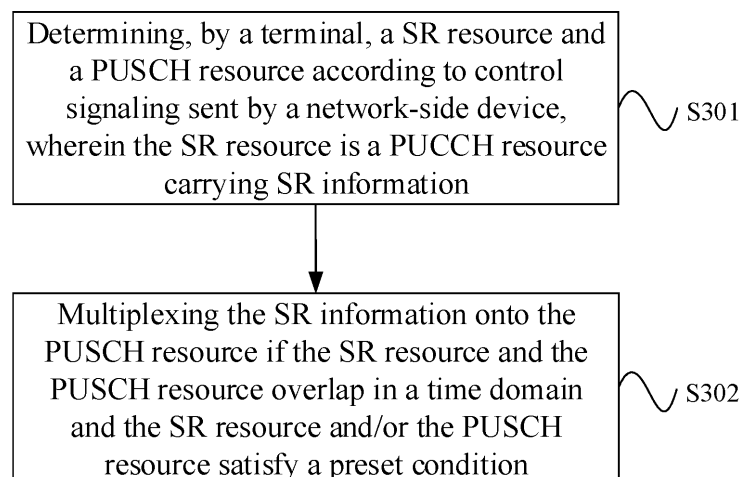 Determining, by a terminal, a SR resource and
a PUSCH resource according to control
signaling sent by a network-side device,
wherein the SR resource is a PUCCH resource
carrying SR information
S301
Multiplexing the SR information onto the
PUSCH resource if the SR resource and the
PUSCH resource overlap in a time domain
and the SR resource and/or the PUSCH
resource satisfy a preset condition
S302